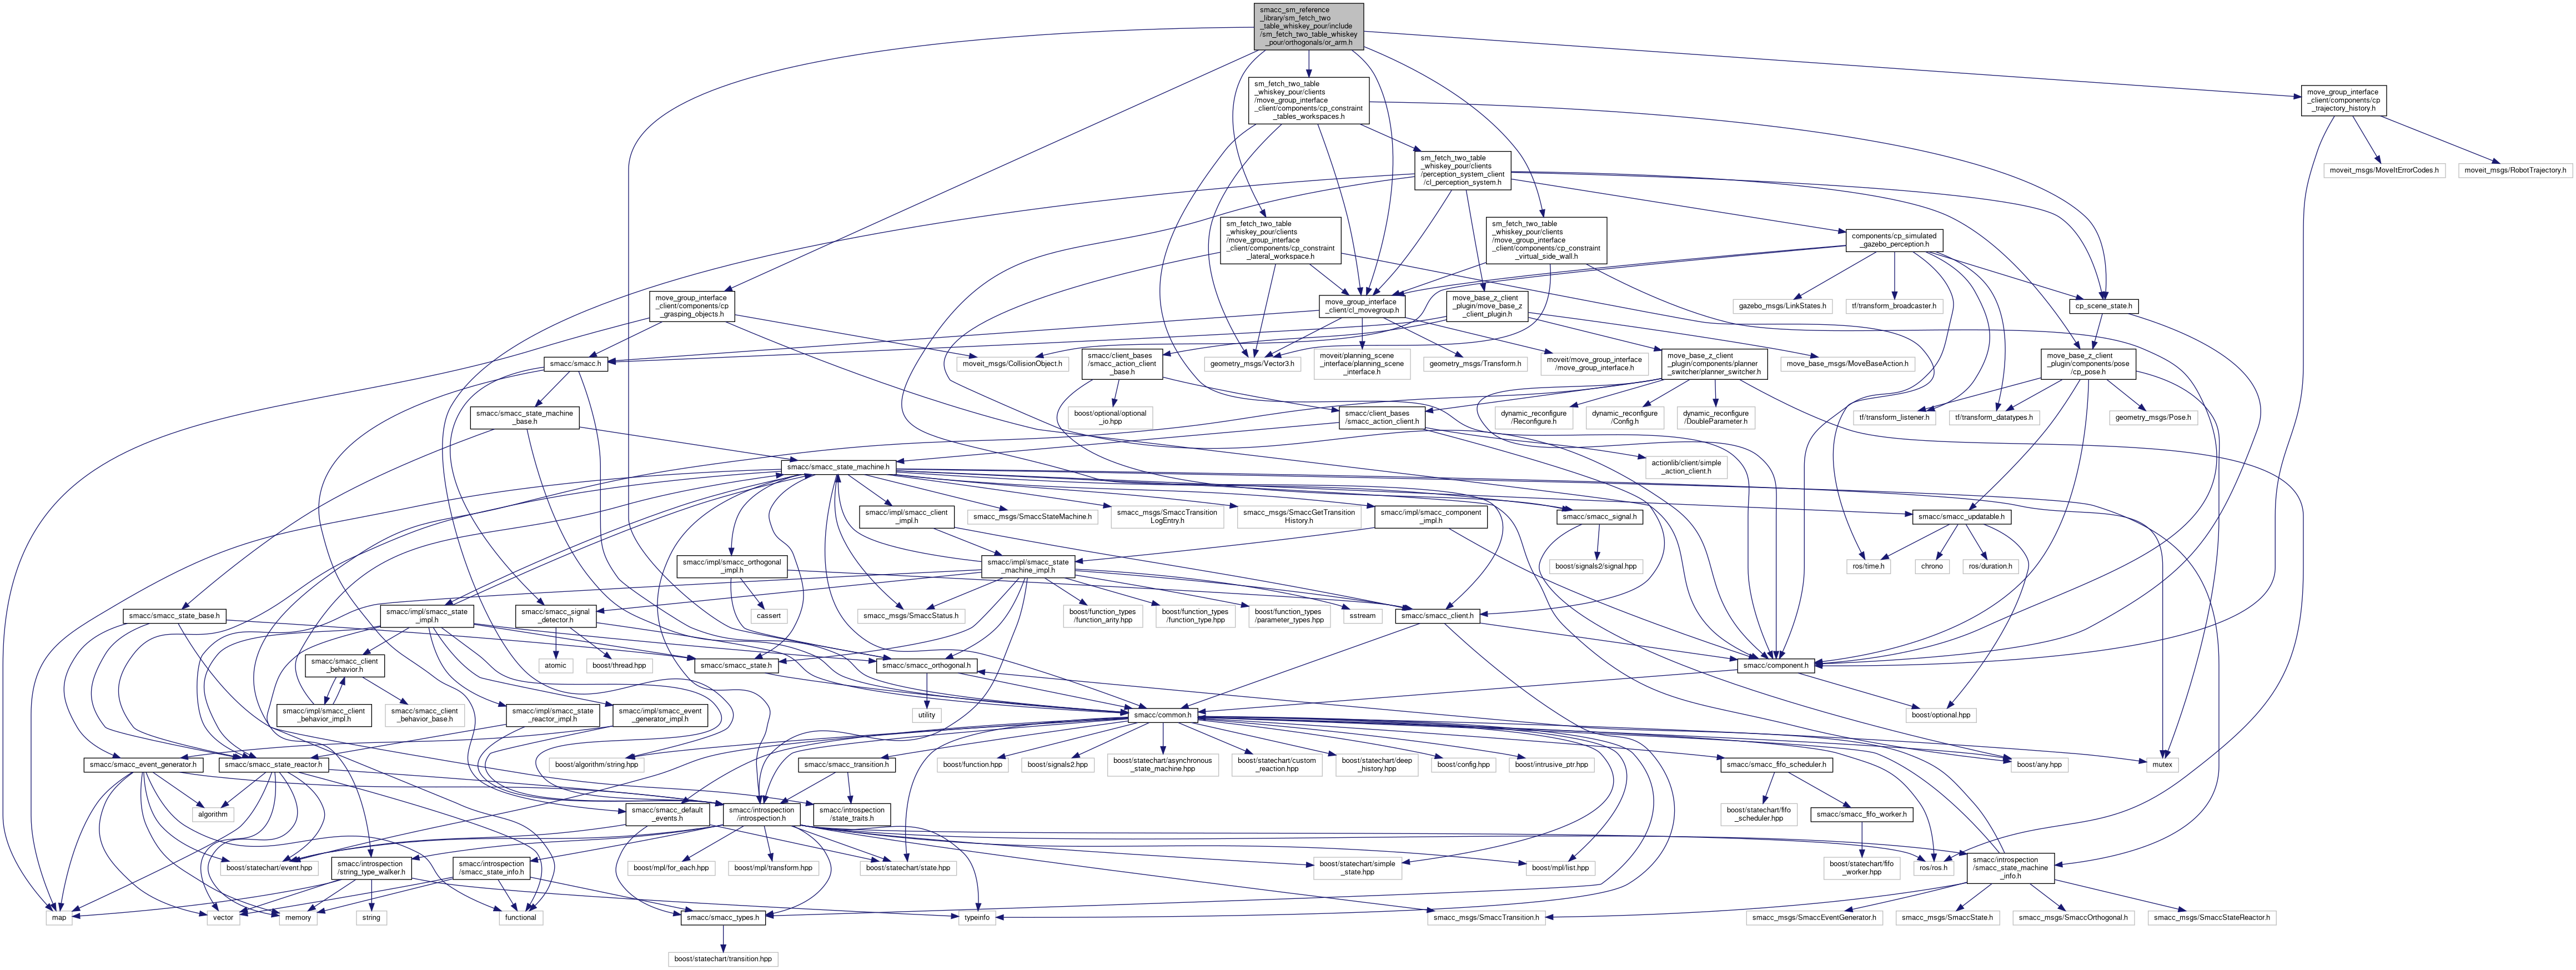 smacc_sm_reference
_library/sm_fetch_two
_table_whiskey_pour/include
/sm_fetch_two_table_whiskey
_pour/orthogonals/or_arm.h
sm_fetch_two_table
_whiskey_pour/clients
/move_group_interface
_client/components/cp_constraint
_tables_workspaces.h
move_group_interface
_client/components/cp
_trajectory_history.h
sm_fetch_two_table
_whiskey_pour/clients
/perception_system_client
/cl_perception_system.h
moveit_msgs/MoveItErrorCodes.h
moveit_msgs/RobotTrajectory.h
sm_fetch_two_table
_whiskey_pour/clients
/move_group_interface
_client/components/cp_constraint
_lateral_workspace.h
sm_fetch_two_table
_whiskey_pour/clients
/move_group_interface
_client/components/cp_constraint
_virtual_side_wall.h
components/cp_simulated
_gazebo_perception.h
move_group_interface
_client/components/cp
_grasping_objects.h
move_group_interface
_client/cl_movegroup.h
move_base_z_client
_plugin/move_base_z
_client_plugin.h
gazebo_msgs/LinkStates.h
tf/transform_broadcaster.h
cp_scene_state.h
smacc/smacc.h
moveit_msgs/CollisionObject.h
smacc/client_bases
/smacc_action_client
_base.h
geometry_msgs/Vector3.h
moveit/planning_scene
_interface/planning_scene
_interface.h
geometry_msgs/Transform.h
moveit/move_group_interface
/move_group_interface.h
move_base_z_client
_plugin/components/planner
_switcher/planner_switcher.h
move_base_msgs/MoveBaseAction.h
move_base_z_client
_plugin/components/pose
/cp_pose.h
smacc/smacc_state_machine
_base.h
boost/optional/optional
_io.hpp
smacc/client_bases
/smacc_action_client.h
dynamic_reconfigure
/Reconfigure.h
dynamic_reconfigure
/Config.h
dynamic_reconfigure
/DoubleParameter.h
tf/transform_listener.h
tf/transform_datatypes.h
geometry_msgs/Pose.h
smacc/smacc_state_machine.h
actionlib/client/simple
_action_client.h
smacc/impl/smacc_client
_impl.h
smacc_msgs/SmaccStateMachine.h
smacc_msgs/SmaccTransition
LogEntry.h
smacc_msgs/SmaccGetTransition
History.h
smacc/impl/smacc_component
_impl.h
smacc/smacc_signal.h
smacc/smacc_updatable.h
smacc/impl/smacc_orthogonal
_impl.h
smacc/impl/smacc_state
_machine_impl.h
boost/signals2/signal.hpp
ros/time.h
chrono
ros/duration.h
smacc/smacc_state_base.h
smacc/impl/smacc_state
_impl.h
smacc/smacc_signal
_detector.h
cassert
smacc_msgs/SmaccStatus.h
boost/function_types
/function_arity.hpp
boost/function_types
/function_type.hpp
boost/function_types
/parameter_types.hpp
sstream
smacc/smacc_client.h
smacc/smacc_client
_behavior.h
atomic
boost/thread.hpp
smacc/smacc_state.h
smacc/smacc_orthogonal.h
smacc/component.h
smacc/impl/smacc_client
_behavior_impl.h
smacc/smacc_client
_behavior_base.h
smacc/impl/smacc_state
_reactor_impl.h
smacc/impl/smacc_event
_generator_impl.h
utility
smacc/common.h
boost/optional.hpp
smacc/smacc_event_generator.h
smacc/smacc_state_reactor.h
boost/algorithm/string.hpp
smacc/smacc_transition.h
boost/function.hpp
boost/signals2.hpp
boost/statechart/asynchronous
_state_machine.hpp
boost/statechart/custom
_reaction.hpp
boost/statechart/deep
_history.hpp
boost/config.hpp
boost/intrusive_ptr.hpp
smacc/smacc_fifo_scheduler.h
boost/any.hpp
mutex
algorithm
smacc/smacc_default
_events.h
smacc/introspection
/introspection.h
smacc/introspection
/state_traits.h
boost/statechart/fifo
_scheduler.hpp
smacc/smacc_fifo_worker.h
boost/statechart/event.hpp
smacc/introspection
/string_type_walker.h
smacc/introspection
/smacc_state_info.h
boost/mpl/for_each.hpp
boost/mpl/transform.hpp
boost/statechart/state.hpp
boost/statechart/simple
_state.hpp
boost/mpl/list.hpp
boost/statechart/fifo
_worker.hpp
ros/ros.h
smacc/introspection
/smacc_state_machine
_info.h
map
vector
memory
string
functional
smacc/smacc_types.h
typeinfo
smacc_msgs/SmaccTransition.h
smacc_msgs/SmaccEventGenerator.h
smacc_msgs/SmaccState.h
smacc_msgs/SmaccOrthogonal.h
smacc_msgs/SmaccStateReactor.h
boost/statechart/transition.hpp